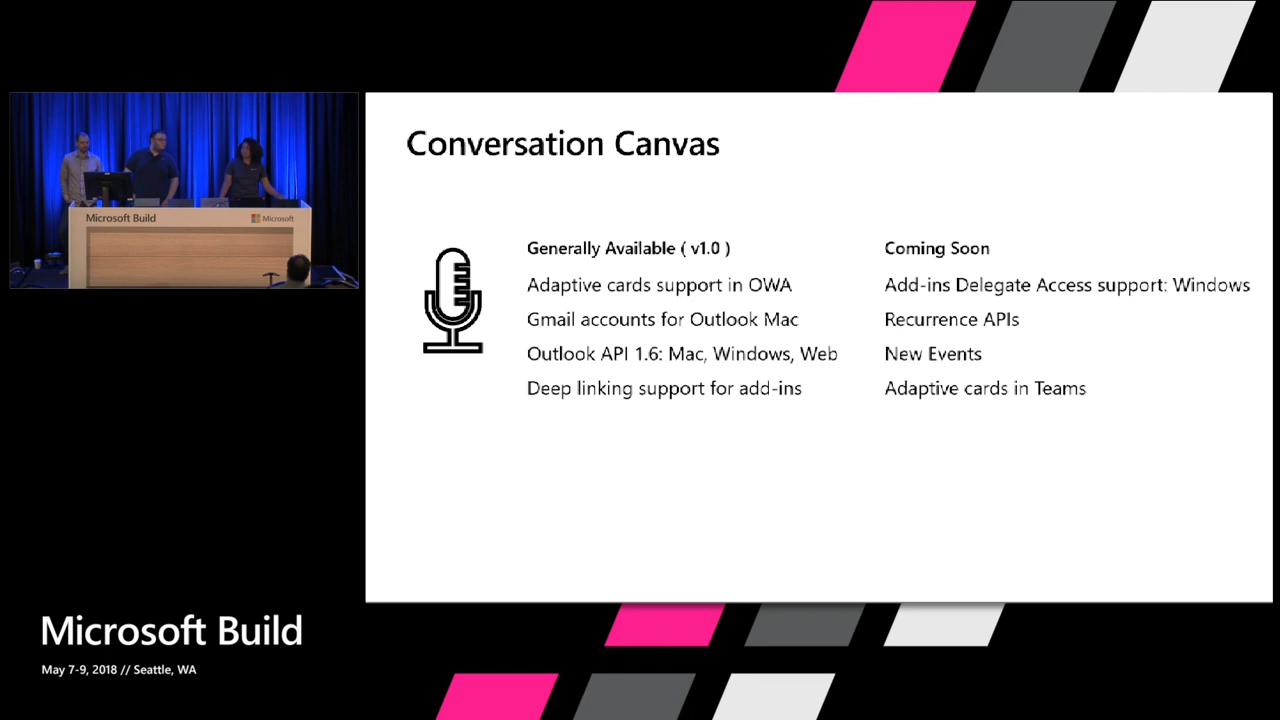 Conversation Canvas
Microsoft Build
Microsoft
Generally Available ( v1.0 )
Adaptive cards support in OWA
Gmail accounts for Outlook Mac
Outlook API 1.6: Mac, Windows, Web
Deep linking support for add-ins
Coming Soon
Add-ins Delegate Access support: Windows
Recurrence APIs
New Events
Adaptive cards in Teams
Microsoft Build
May 7-9, 2018 // Seattle, WA